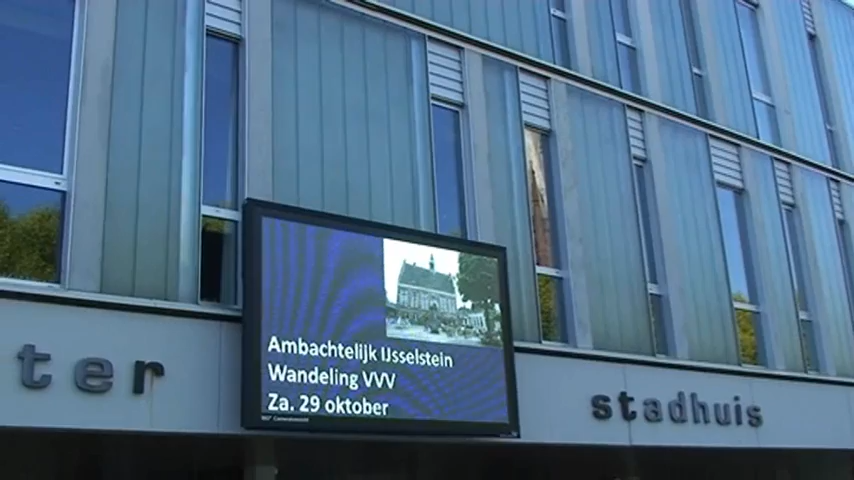 ter
Ambachtelijk IJsselstein
Wandeling VVV
Za. 29 oktober
stadhuis